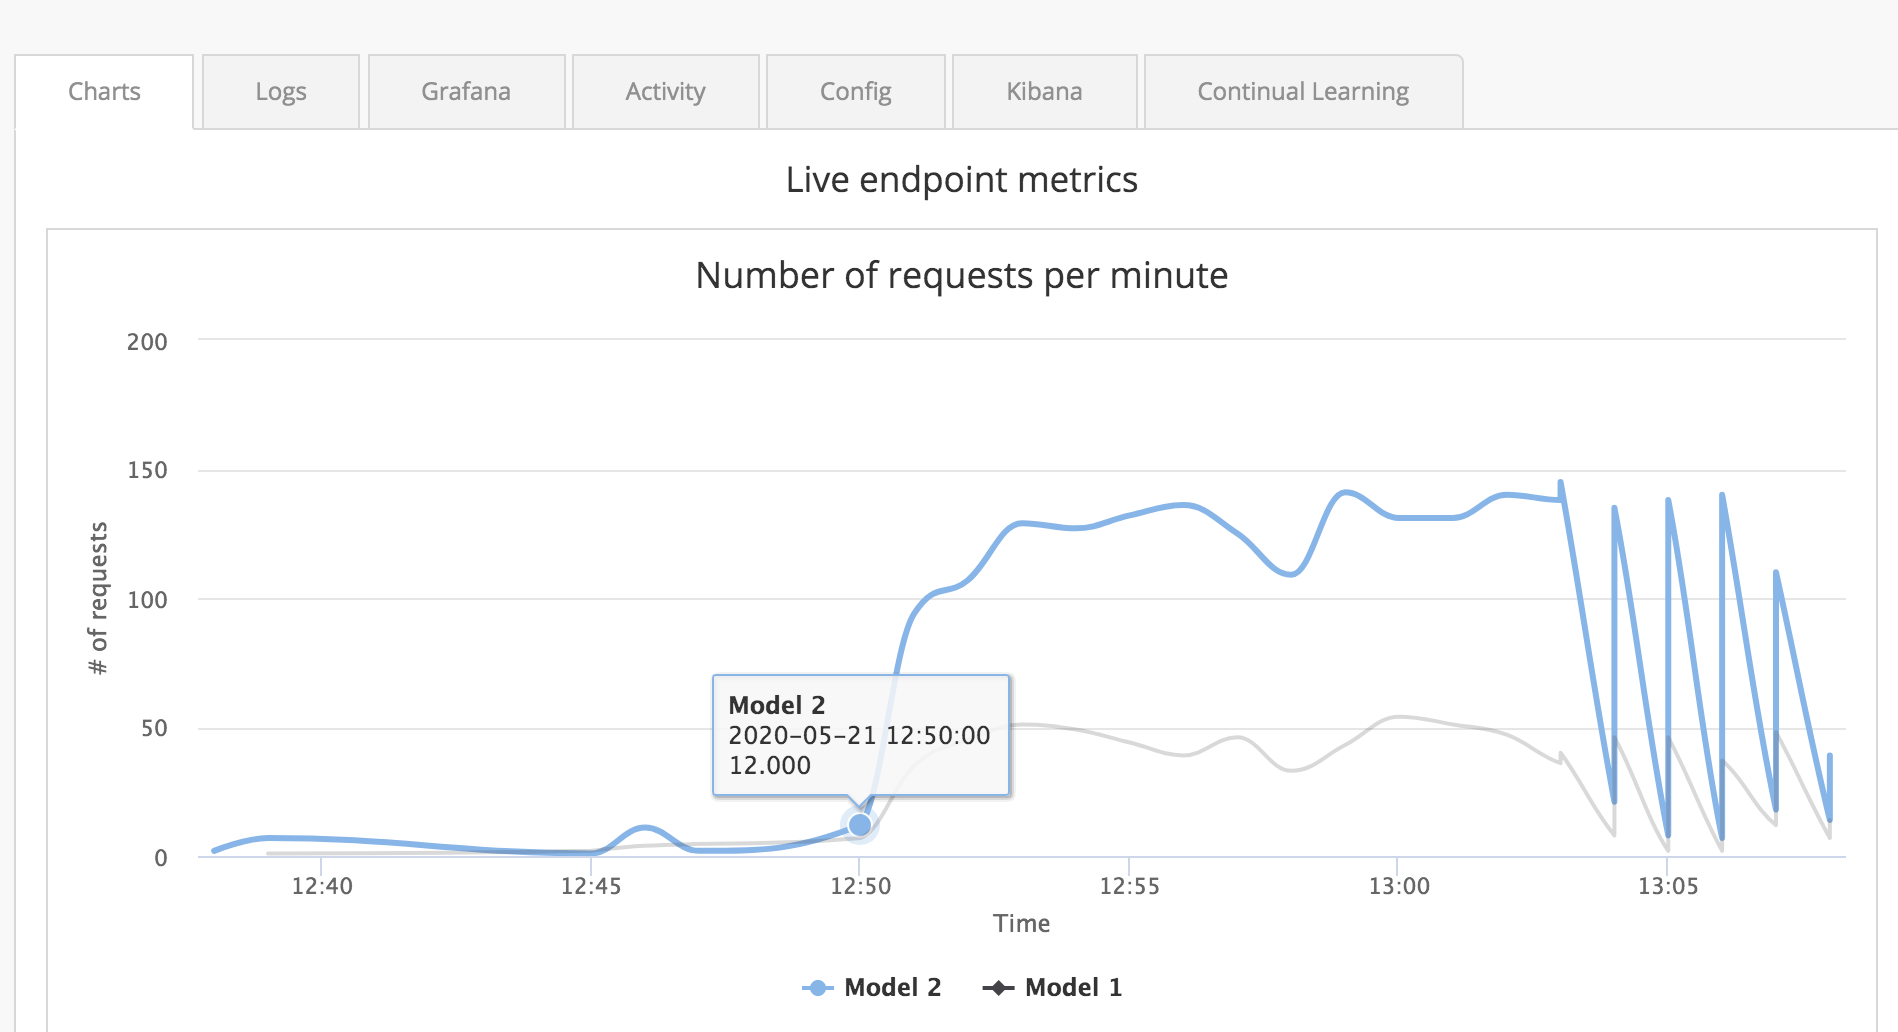 Charts
Logs
Grafana
Activity
Config
Kibana
Continual Learning
Live endpoint metrics
Number of requests per minute
200
150
100
50
0
# of requests
Model 2
2020-05-21 12:50:00
12.000
12:40
12:45
12:50
12:55
13:00
13:05
Time
Model 2
Model 1